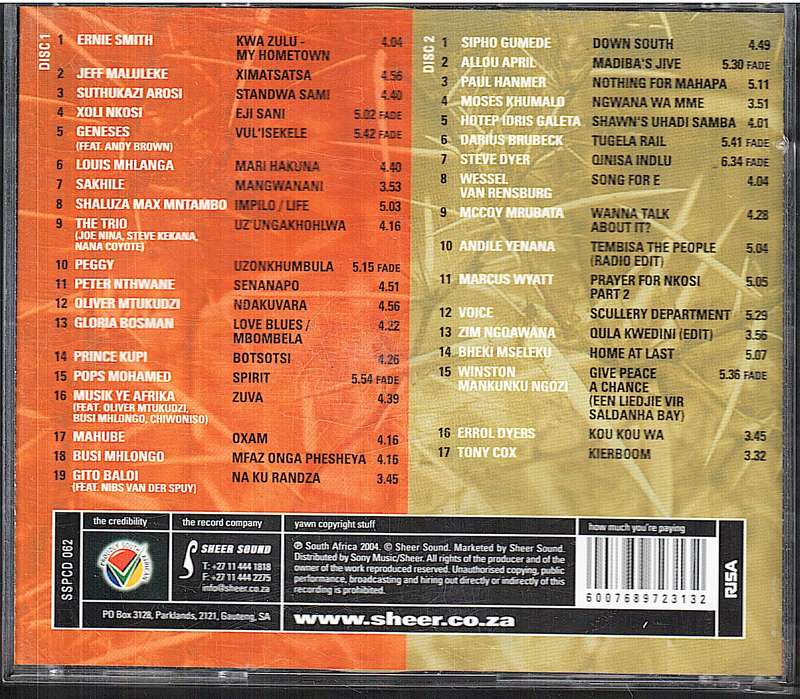 DISC 1
1 ERNIE SMITH KWA ZULU - 4.04
MY HOMETOWN
2 JEFF MALULEKE XIMATSATSA 4.56
3 SUTHUKAZI AROSI STANDWA SAMI 4.40
4 XOLI NKOSI EJI SANI 5.02 FADE
5 GENESES VUL'ISEKELE 5.42 FADE
(FEAT. ANDY BROWN)
6 LOUIS MHLANGA MARI HAKUNA 4.40
7 SAKHILE MANGWANANI 3.53
8 SHALUZA MAX MNTAMBO IMPILO / LIFE 5.03
9 THE TRIO UZ'UNGAKHOHLWA 4.16
(JOE NINA, STEVE KEKANA,
NANA COYOTE)
10 PEGGY UZONKHUMBULA 5.15 FADE
11 PETER NTHWANE SENANAPO 4.51
12 OLIVER MTUKUDZI NDAKUVARA 4.56
13 GLORIA BOSMAN LOVE BLUES / 4.22
MBOMBELA
14 PRINCE KUPI BOTSOTSI 4.26
15 POPS MOHAMED SPIRIT 5.54 FADE
16 MUSIK YE AFRIKA ZUVA 4.39
(FEAT. OLIVER MTUKUDZI,
BUSI MHLONGO, CHIWONISO)
17 MAHUBE OXAM 4.16
18 BUSI MHLONGO MFAZ ONGA PHESHEYA 4.16
19 GITO BALOI NA KU RANDZA 3.45
(FEAT. NIBS VAN DER SPUY)
DISC 2
1 SIPHO GUMEDE DOWN SOUTH 4.49
2 ALLOU APRIL MADIBA'S JIVE 5.30 FADE
3 PAUL HANMER NOTHING FOR MAHAPA 5.11
4 MOSES KHUMALO NGWANA WA MME 3.51
5 HOTEP IDRIS GALETA SHAWN'S UHADI SAMBA 4.01
6 DARIUS BRUBECK TUGELA RAIL 5.41 FADE
7 STEVE DYER QINISA INDLU 6.34 FADE
8 WESSEL SONG FOR E 4.04
VAN RENSBURG
9 MCCOY MRUBATA WANNA TALK 4.28
ABOUT IT?
10 ANDILE YENANA TEMBISA THE PEOPLE 5.04
(RADIO EDIT)
11 MARCUS WYATT PRAYER FOR NKOSI 5.05
PART 2
12 VOICE SCULLERY DEPARTMENT 5.29
13 ZIM NGQAWANA QULA KWEDINI (EDIT) 3.56
14 BHEKI MSELEKU HOME AT LAST 5.07
15 WINSTON GIVE PEACE 5.36 FADE
MANKUNKU NGOZI A CHANCE
(EEN LIEDJIE VIR
SALDANHA BAY)
16 ERROL DYERS KOU KOU WA 3.45
17 TONY COX KIERBOOM 3.32
SSPCD 062
the credibility
PROUDLY SOUTH AFRICAN
the record company
SHEER SOUND
T: +27 11 444 1818
F: +27 11 444 2275
info@sheer.co.za
PO Box 3128, Parklands, 2121, Gauteng, SA
yawn copyright stuff
℗ South Africa 2004. © Sheer Sound. Marketed by Sheer Sound.
Distributed by Sony Music/Sheer. All rights of the producer and of the
owner of the work reproduced reserved. Unauthorised copying, public
performance, broadcasting and hiring out directly or indirectly of this
recording is prohibited.
www.sheer.co.za
how much you're paying
6007689723132
RISA